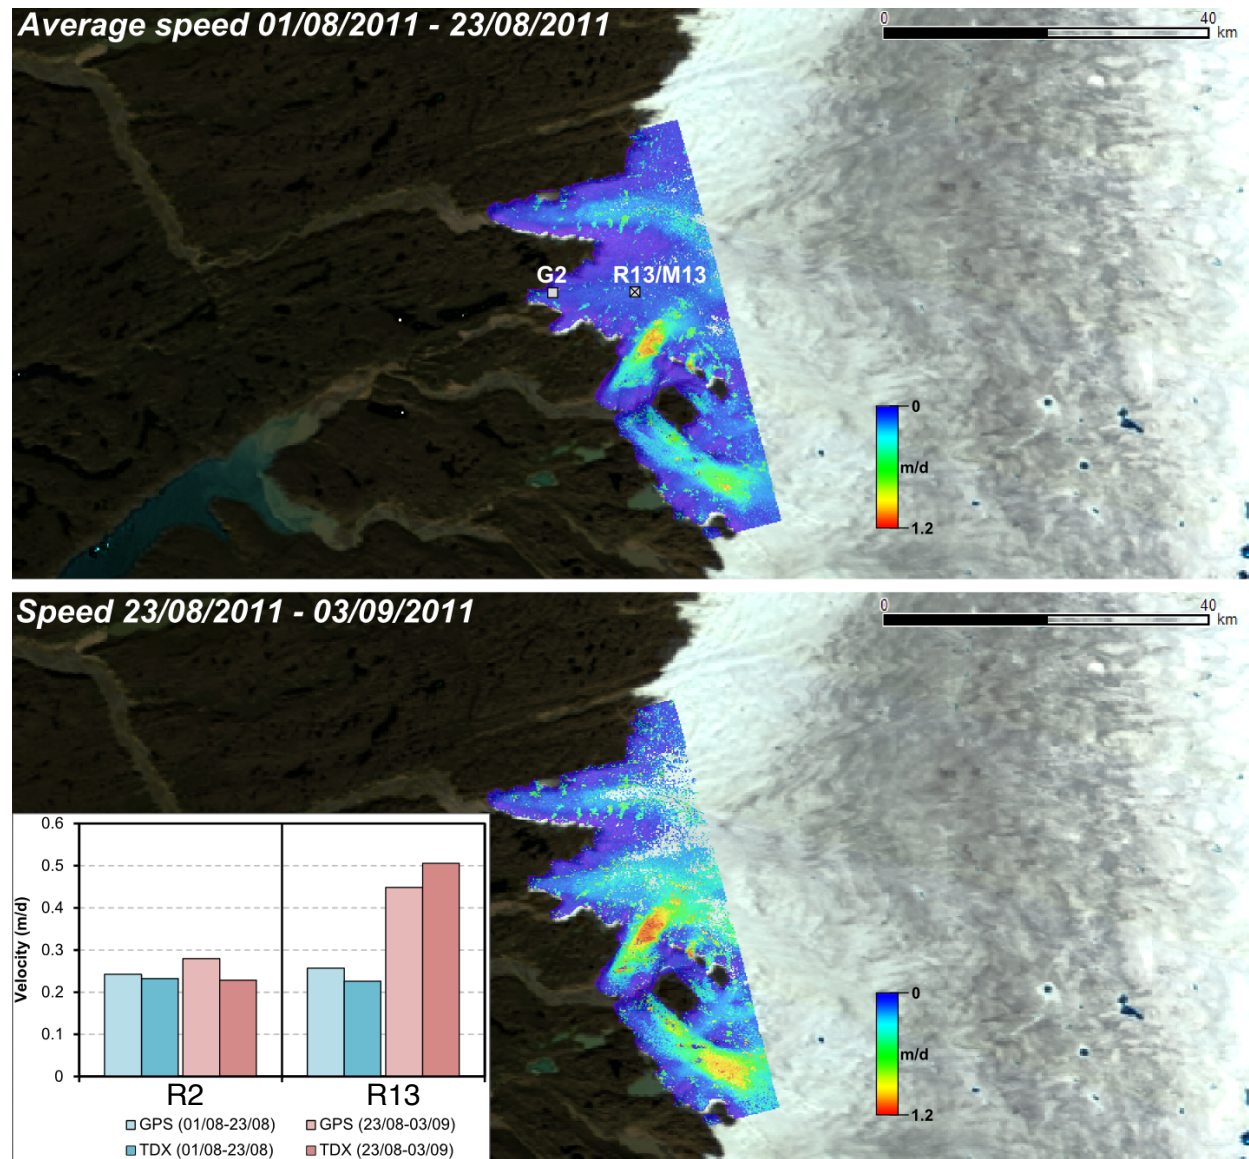 Average speed 01/08/2011 - 23/08/2011
0 40
km
G2 R13/M13
0
m/d
1.2
Speed 23/08/2011 - 03/09/2011
0 40
km
0
m/d
1.2
Velocity (m/d)
0.6
0.5
0.4
0.3
0.2
0.1
0
R2 R13
GPS (01/08-23/08) GPS (23/08-03/09)
TDX (01/08-23/08) TDX (23/08-03/09)